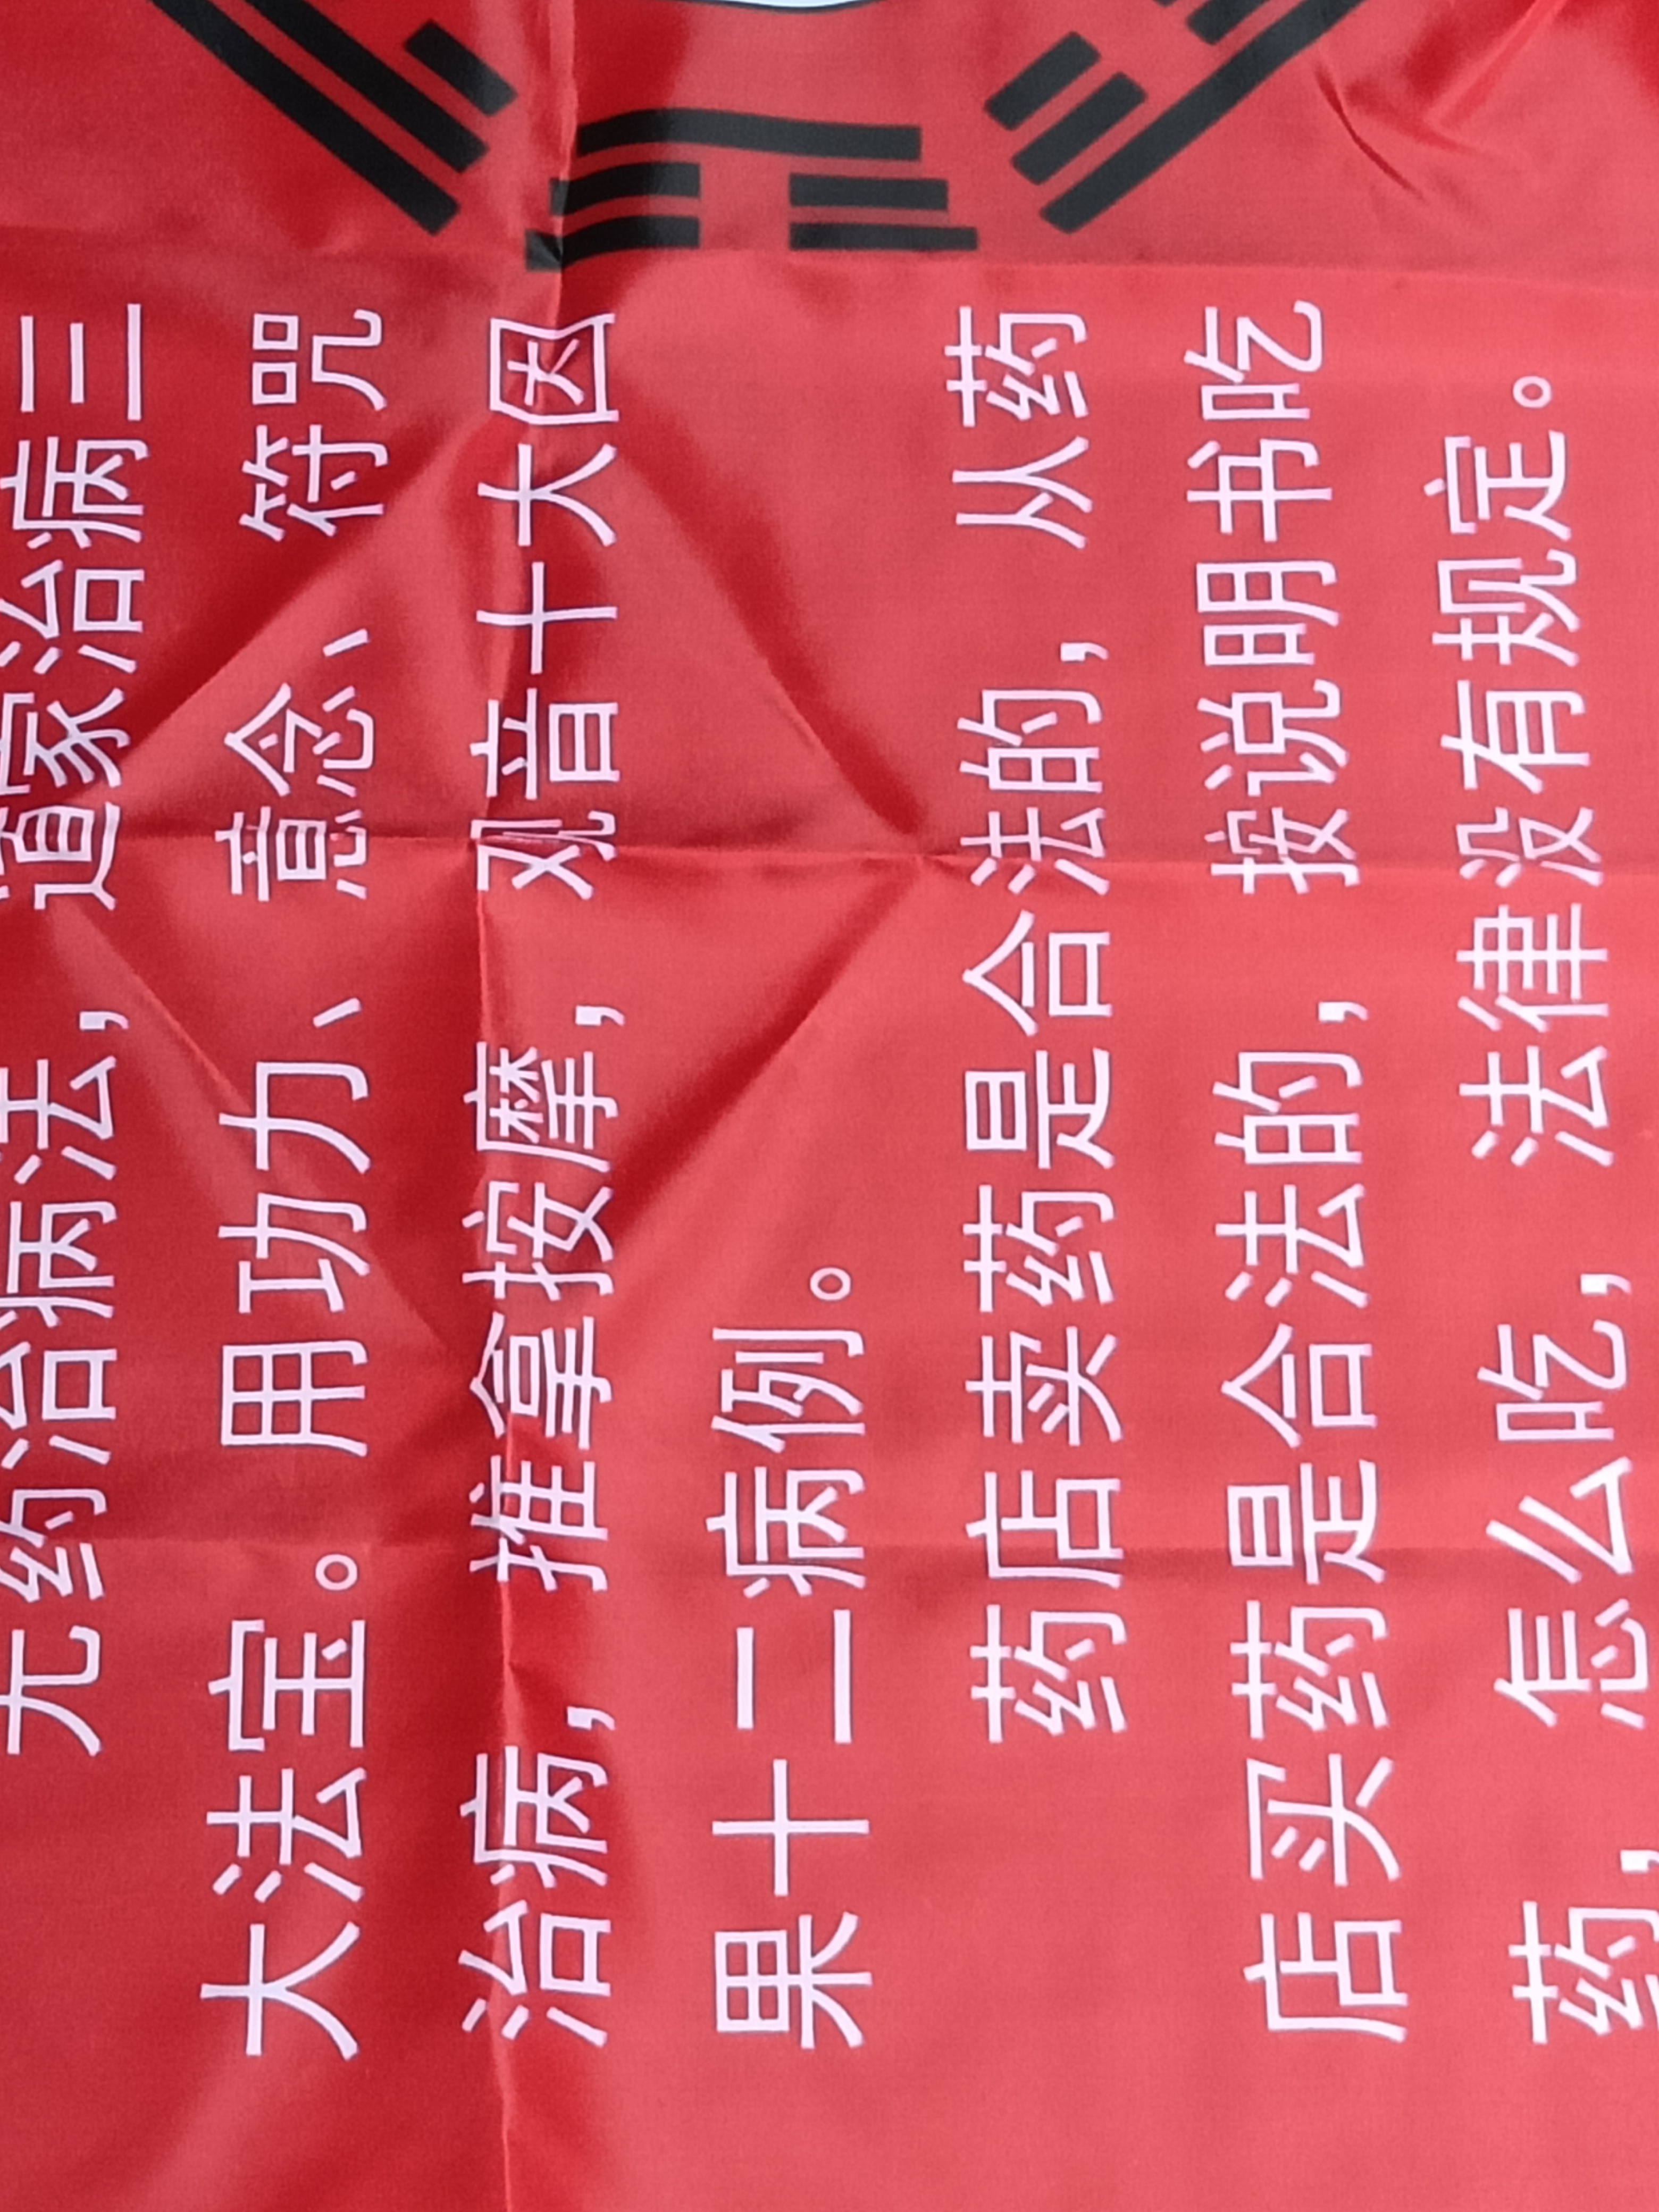 无药治病法，道家治病三
大法宝。用功力、意念、符咒
治病，推拿按摩，观音十大因
果十二病例。
药店卖药是合法的，从药
店买药是合法的，按说明书吃
药，怎么吃，法律没有规定。